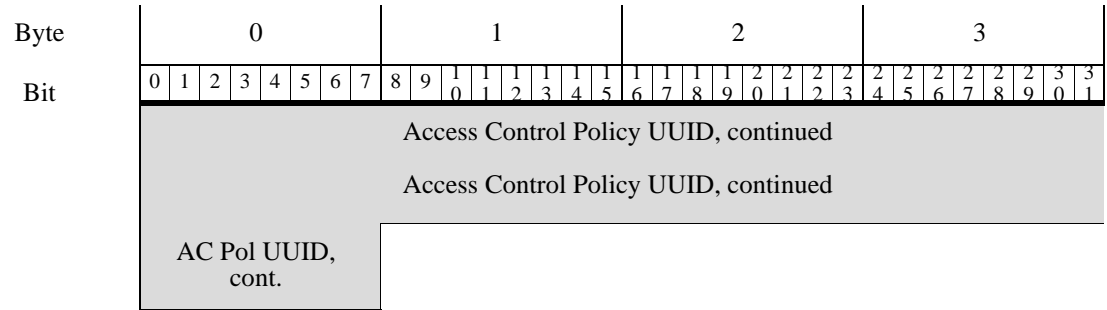 Byte 0 1 2 3
Bit 0 1 2 3 4 5 6 7 8 9 10 11 12 13 14 15 16 17 18 19 20 21 22 23 24 25 26 27 28 29 30 31
Access Control Policy UUID, continued
Access Control Policy UUID, continued
AC Pol UUID,
cont.